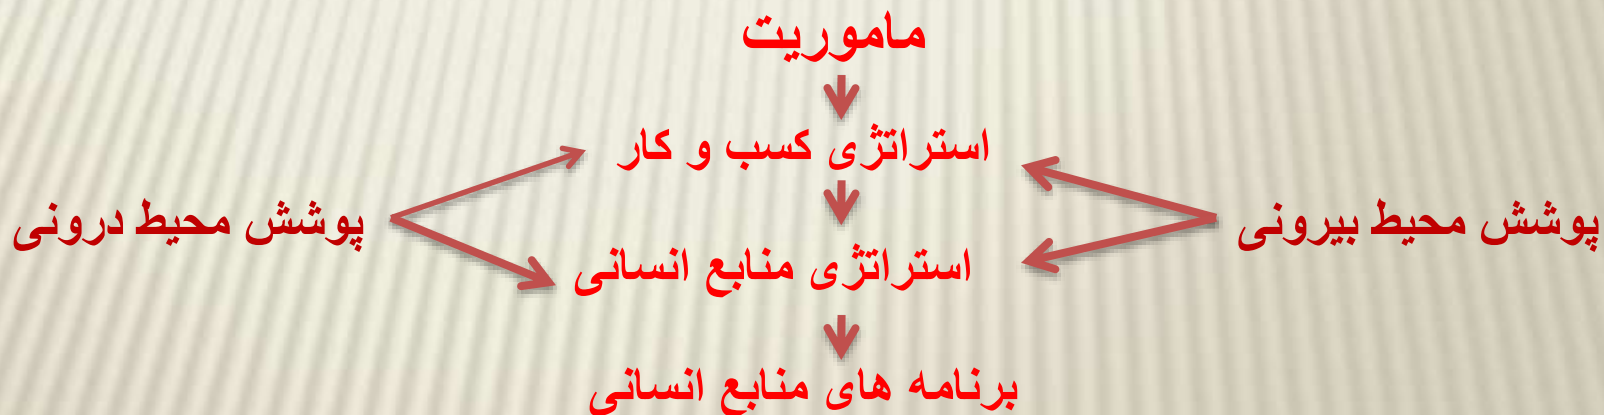 ماموریت
استراتژی کسب و کار
پوشش محیط بیرونی
پوشش محیط درونی
استراتژی منابع انسانی
برنامه های منابع انسانی